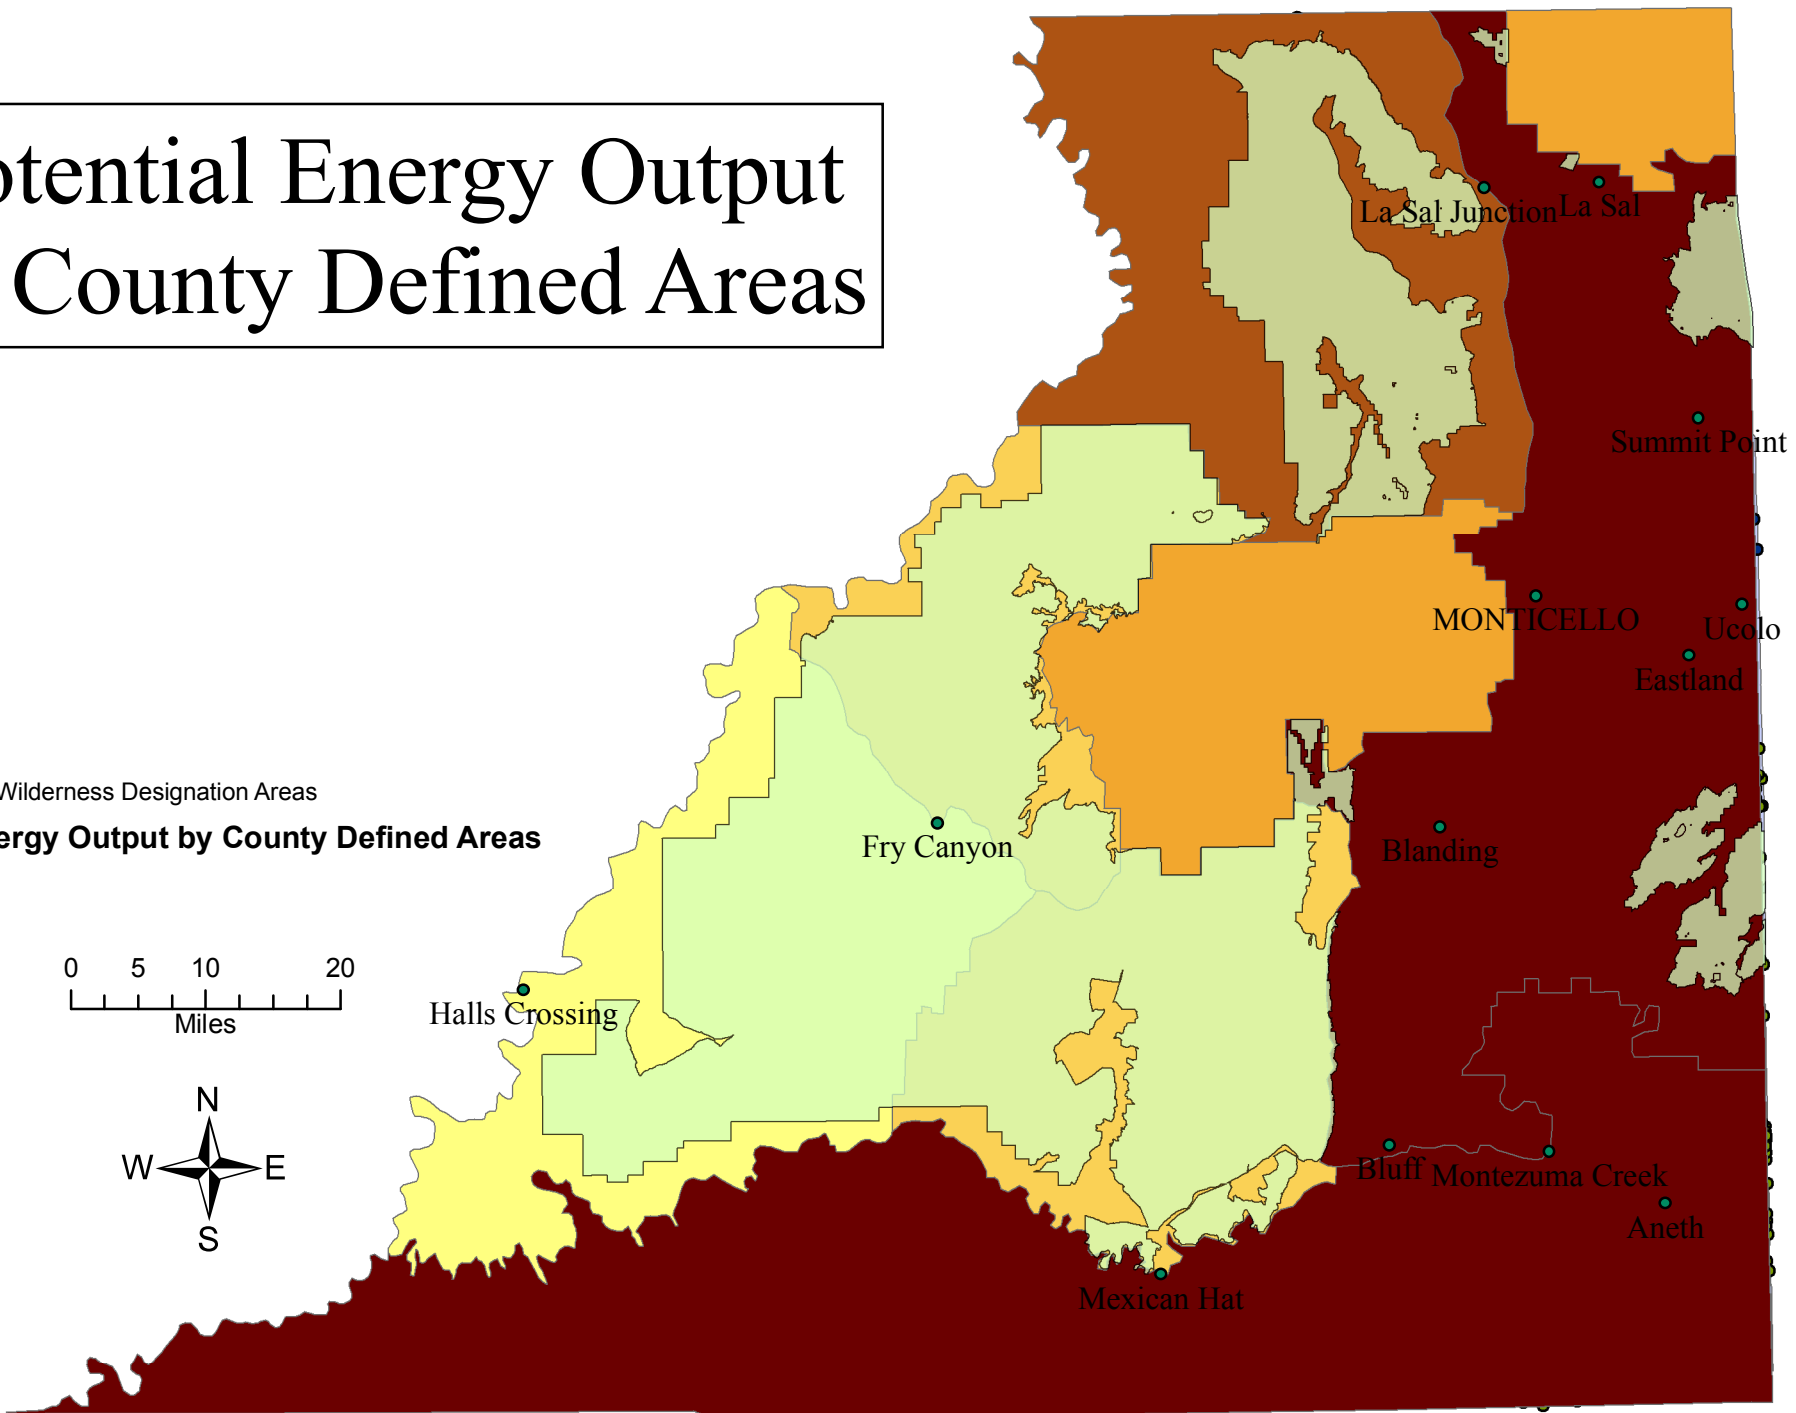 otential Energy Output
County Defined Areas
La Sal Junction
La Sal
Summit Point
MONTICELLO
Ucolo
Eastland
Wilderness Designation Areas
ergy Output by County Defined Areas
Fry Canyon
Blanding
0 5 10 20
Miles
Halls Crossing
N
W E
S
Bluff
Montezuma Creek
Aneth
Mexican Hat